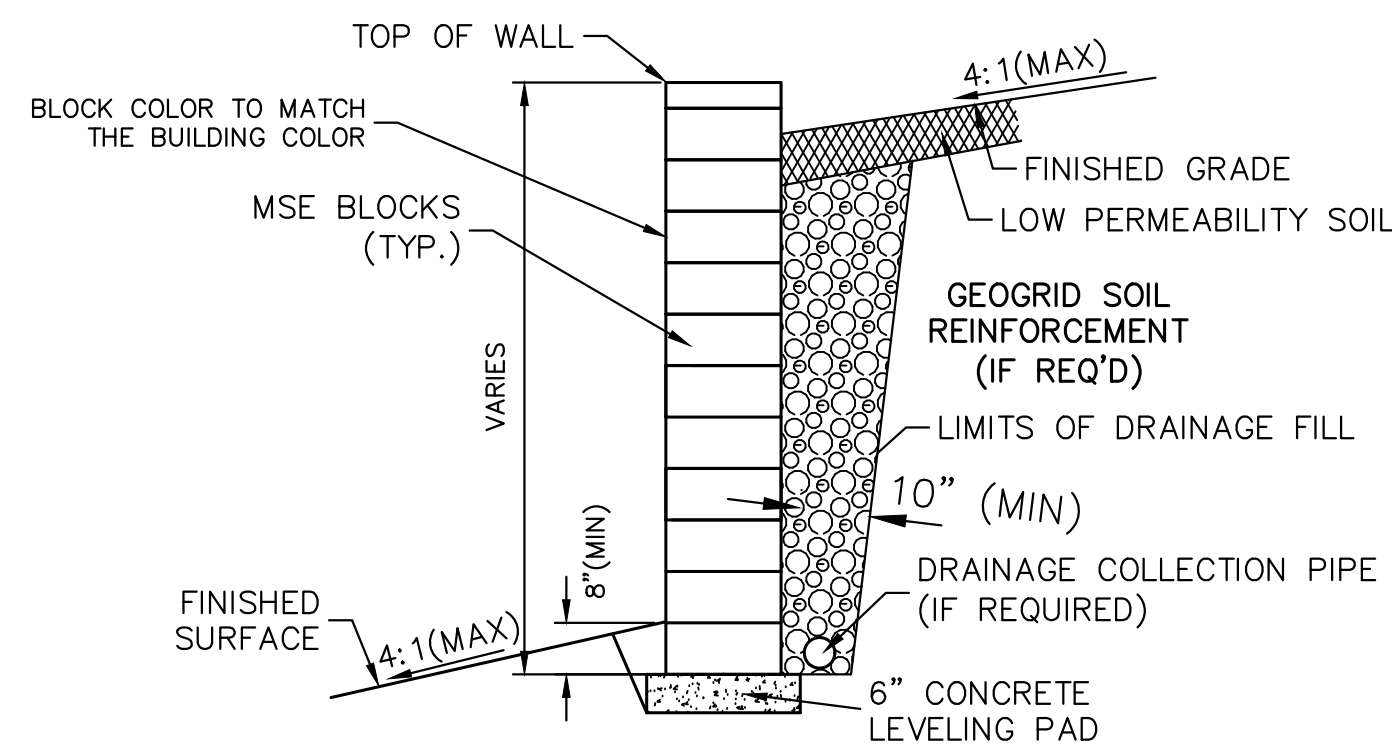 TOP OF WALL
4:1(MAX)
BLOCK COLOR TO MATCH
THE BUILDING COLOR
FINISHED GRADE
MSE BLOCKS
(TYP.)
LOW PERMEABILITY SOIL
GEOGRID SOIL
REINFORCEMENT
(IF REQ'D)
VARIES
LIMITS OF DRAINAGE FILL
10” (MIN)
8”(MIN)
DRAINAGE COLLECTION PIPE
(IF REQUIRED)
FINISHED
SURFACE
4:1(MAX)
6” CONCRETE
LEVELING PAD